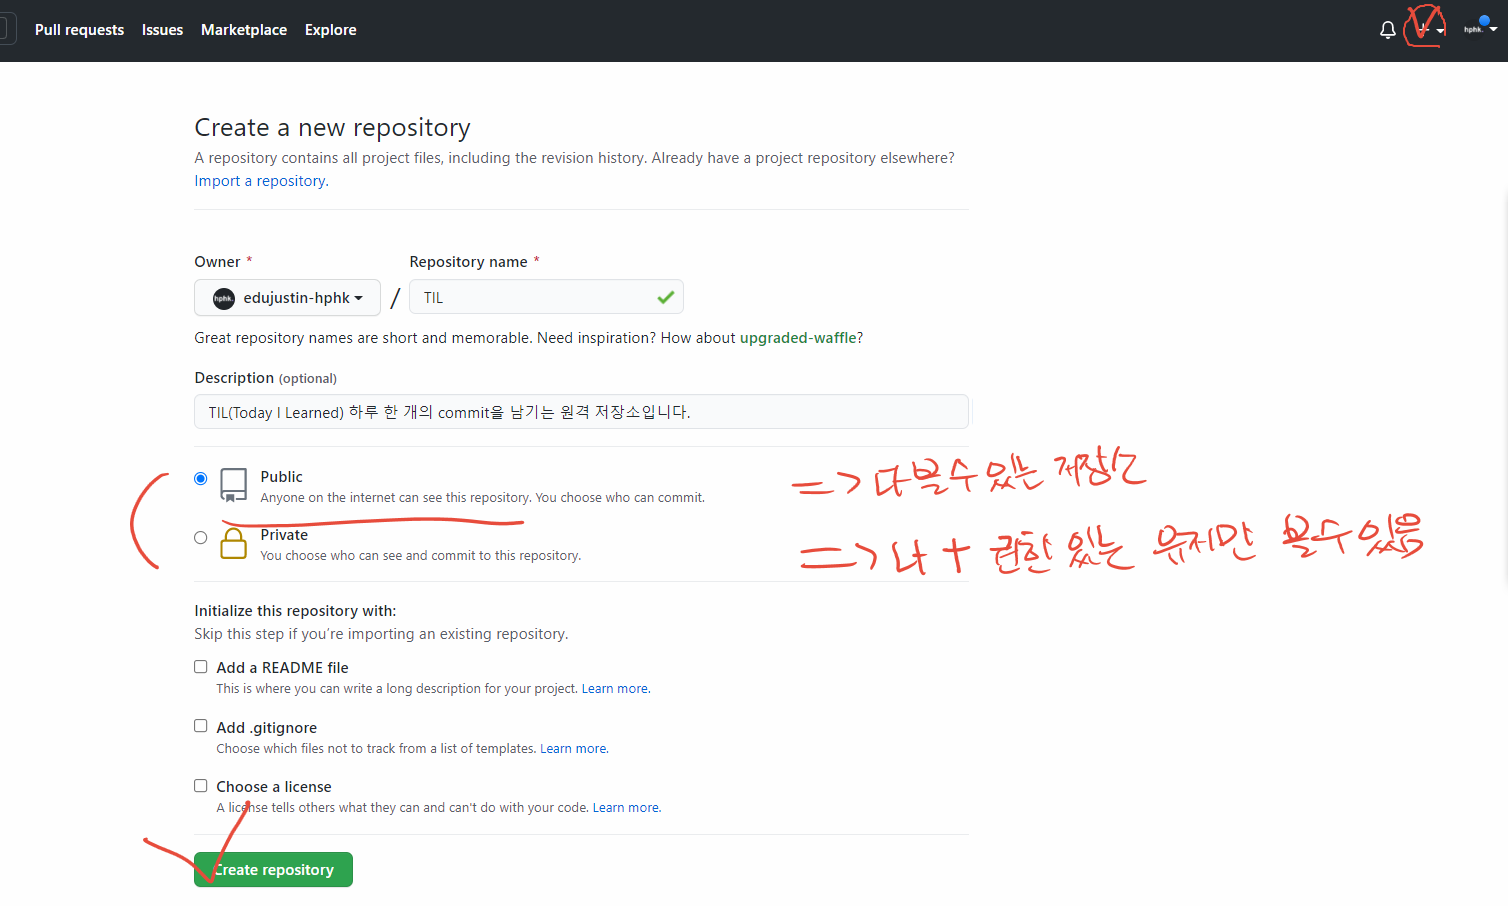 Pull requests Issues Marketplace Explore
hphk.
Create a new repository
A repository contains all project files, including the revision history. Already have a project repository elsewhere?
Import a repository.
Owner * Repository name *
hphk. edujustin-hphk / TIL
Great repository names are short and memorable. Need inspiration? How about upgraded-waffle?
Description (optional)
TIL(Today I Learned) 하루 한 개의 commit을 남기는 원격 저장소입니다.
Public
Anyone on the internet can see this repository. You choose who can commit.
=> 다 볼수 있는 저장소
Private
You choose who can see and commit to this repository.
=> 나 + 권한 있는 유저만 볼수있음
Initialize this repository with:
Skip this step if you’re importing an existing repository.
Add a README file
This is where you can write a long description for your project. Learn more.
Add .gitignore
Choose which files not to track from a list of templates. Learn more.
Choose a license
A license tells others what they can and can't do with your code. Learn more.
Create repository